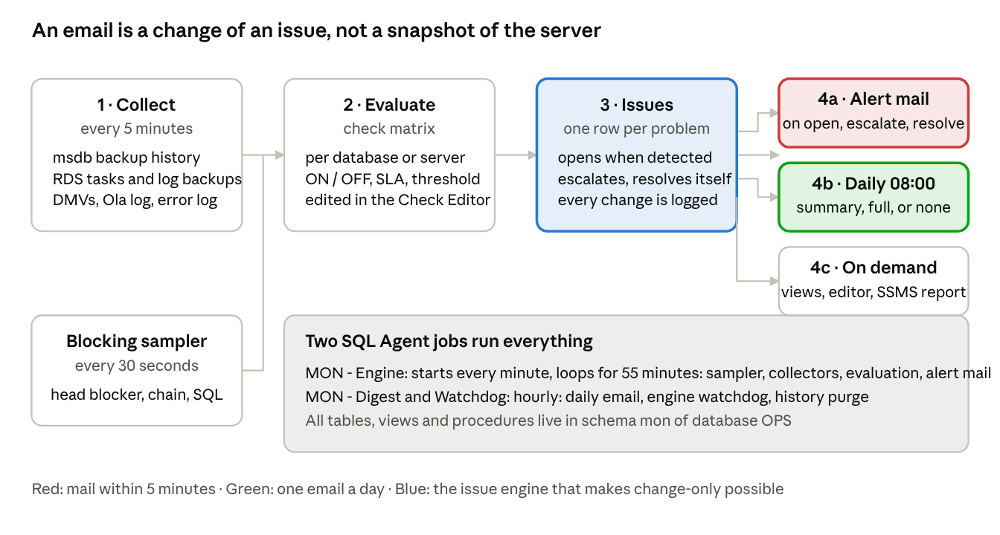 An email is a change of an issue, not a snapshot of the server
1 · Collect
every 5 minutes
msdb backup history
RDS tasks and log backups
DMVs, Ola log, error log
2 · Evaluate
check matrix
per database or server
ON / OFF, SLA, threshold
edited in the Check Editor
3 · Issues
one row per problem
opens when detected
escalates, resolves itself
every change is logged
4a · Alert mail
on open, escalate, resolve
4b · Daily 08:00
summary, full, or none
4c · On demand
views, editor, SSMS report
Blocking sampler
every 30 seconds
head blocker, chain, SQL
Two SQL Agent jobs run everything
MON - Engine: starts every minute, loops for 55 minutes: sampler, collectors, evaluation, alert mail
MON - Digest and Watchdog: hourly: daily email, engine watchdog, history purge
All tables, views and procedures live in schema mon of database OPS
Red: mail within 5 minutes · Green: one email a day · Blue: the issue engine that makes change-only possible